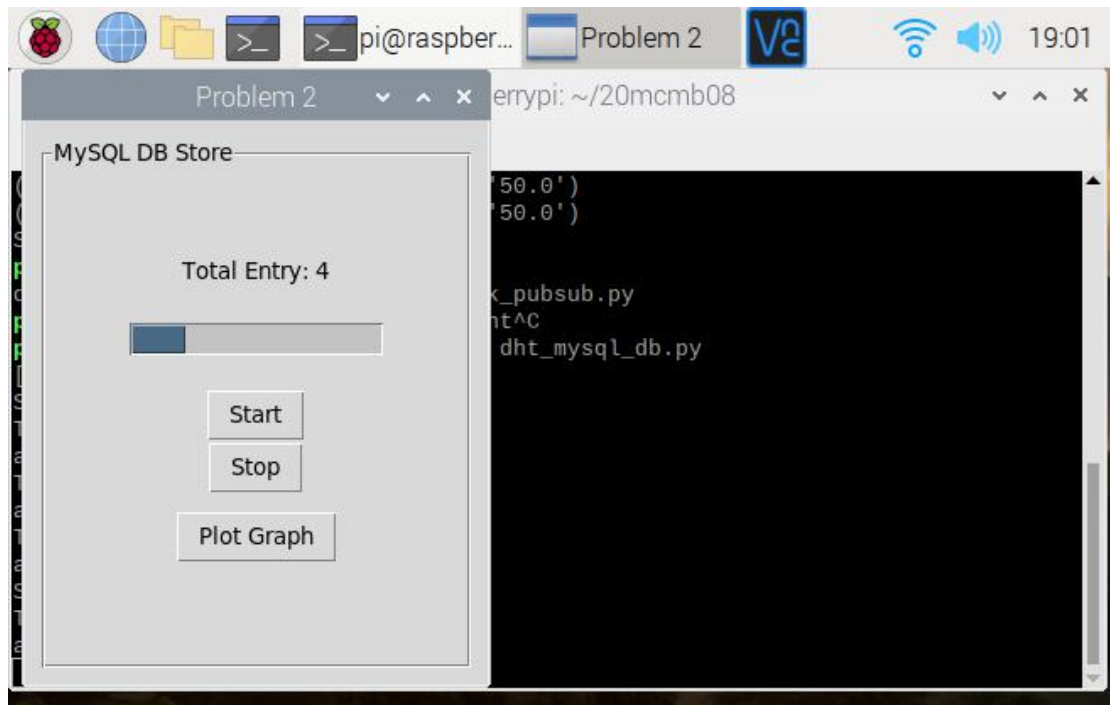 pi@raspber... Problem 2 19:01
Problem 2
errypi: ~/20mcmb08
MySQL DB Store
'50.0')
'50.0')
Total Entry: 4
k_pubsub.py
nt^C
dht_mysql_db.py
Start
Stop
Plot Graph